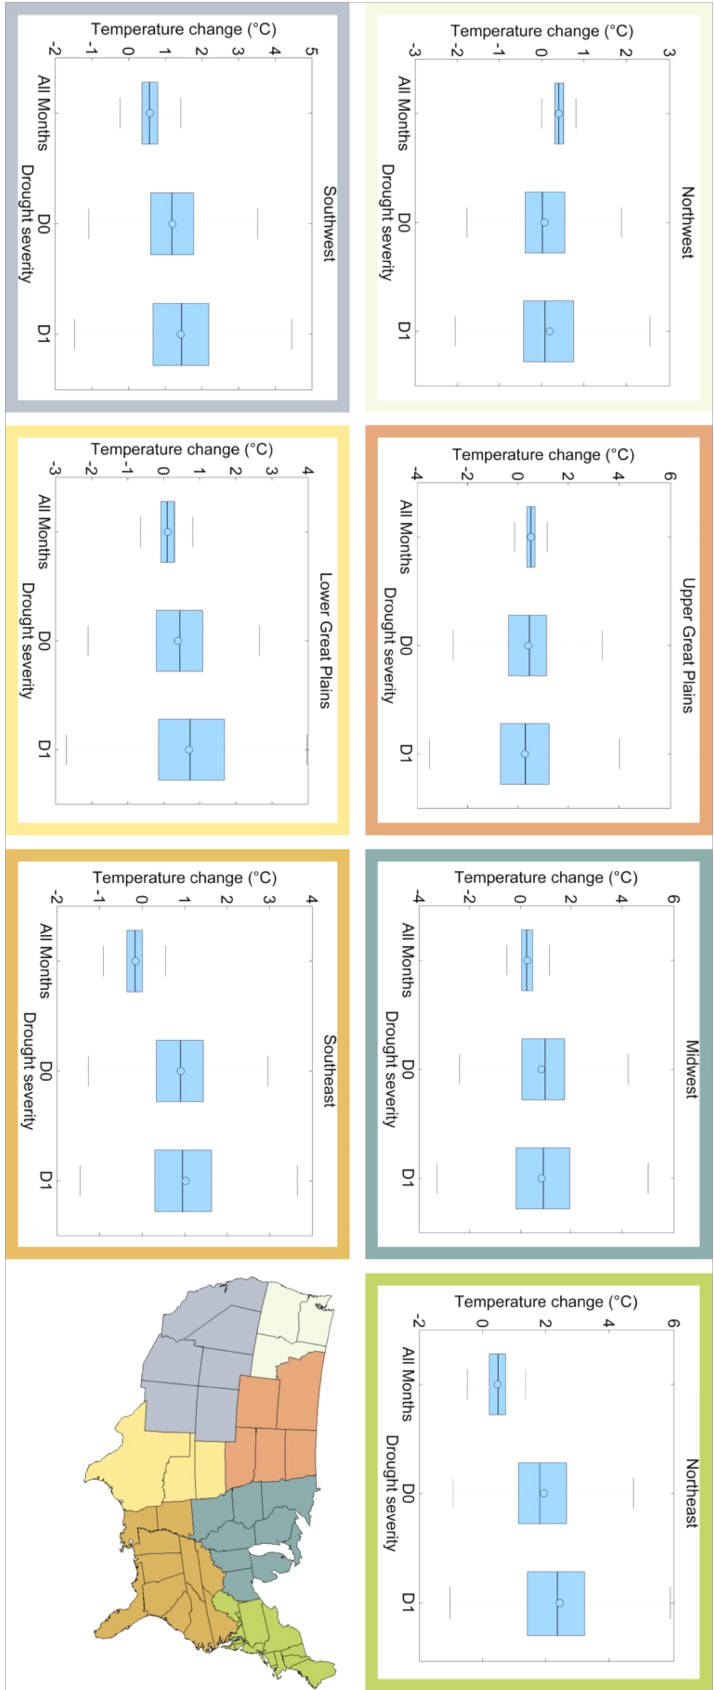 Northwest
Temperature change (°C)
3
2
1
0
-1
-2
-3
All Months D0 D1
Drought severity
Upper Great Plains
Temperature change (°C)
6
4
2
0
-2
-4
All Months D0 D1
Drought severity
Midwest
Temperature change (°C)
6
4
2
0
-2
-4
All Months D0 D1
Drought severity
Northeast
Temperature change (°C)
6
4
2
0
-2
All Months D0 D1
Drought severity
Southwest
Temperature change (°C)
5
4
3
2
1
0
-1
-2
All Months D0 D1
Drought severity
Lower Great Plains
Temperature change (°C)
4
3
2
1
0
-1
-2
-3
All Months D0 D1
Drought severity
Southeast
Temperature change (°C)
4
3
2
1
0
-1
-2
All Months D0 D1
Drought severity